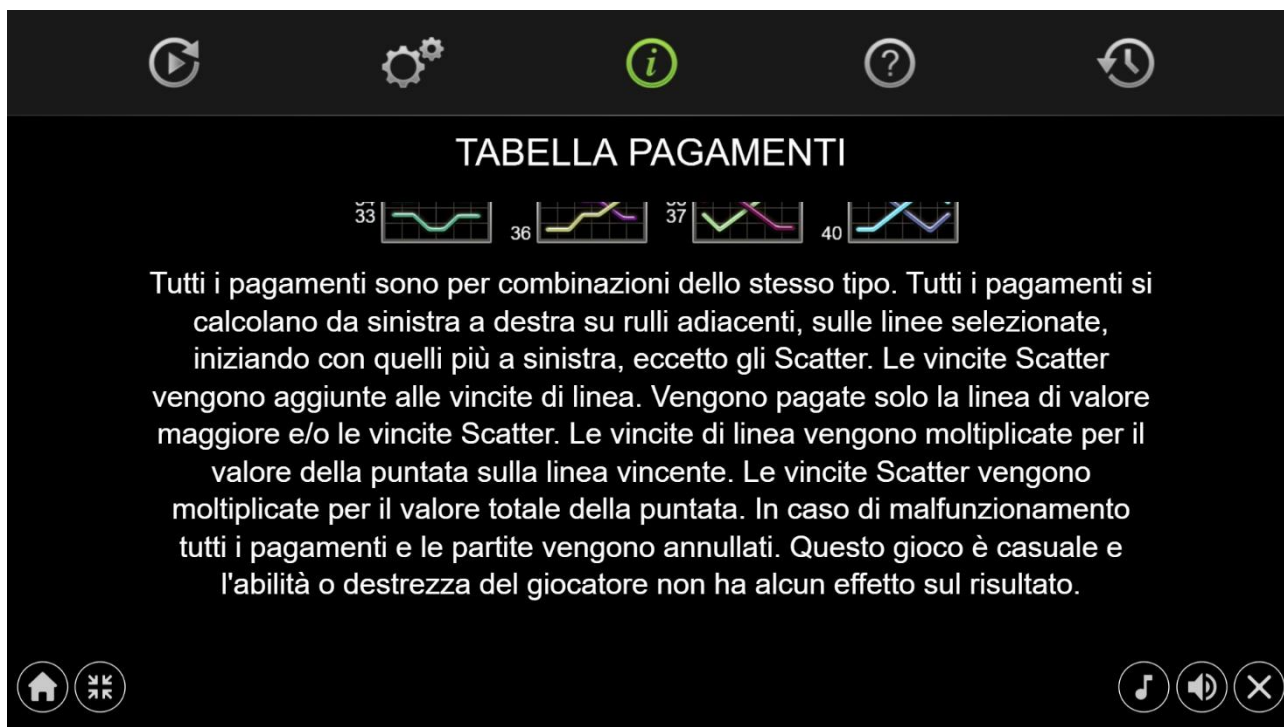 TABELLA PAGAMENTI
33
36
37
40
Tutti i pagamenti sono per combinazioni dello stesso tipo. Tutti i pagamenti si
calcolano da sinistra a destra su rulli adiacenti, sulle linee selezionate,
iniziando con quelli più a sinistra, eccetto gli Scatter. Le vincite Scatter
vengono aggiunte alle vincite di linea. Vengono pagate solo la linea di valore
maggiore e/o le vincite Scatter. Le vincite di linea vengono moltiplicate per il
valore della puntata sulla linea vincente. Le vincite Scatter vengono
moltiplicate per il valore totale della puntata. In caso di malfunzionamento
tutti i pagamenti e le partite vengono annullati. Questo gioco è casuale e
l'abilità o destrezza del giocatore non ha alcun effetto sul risultato.